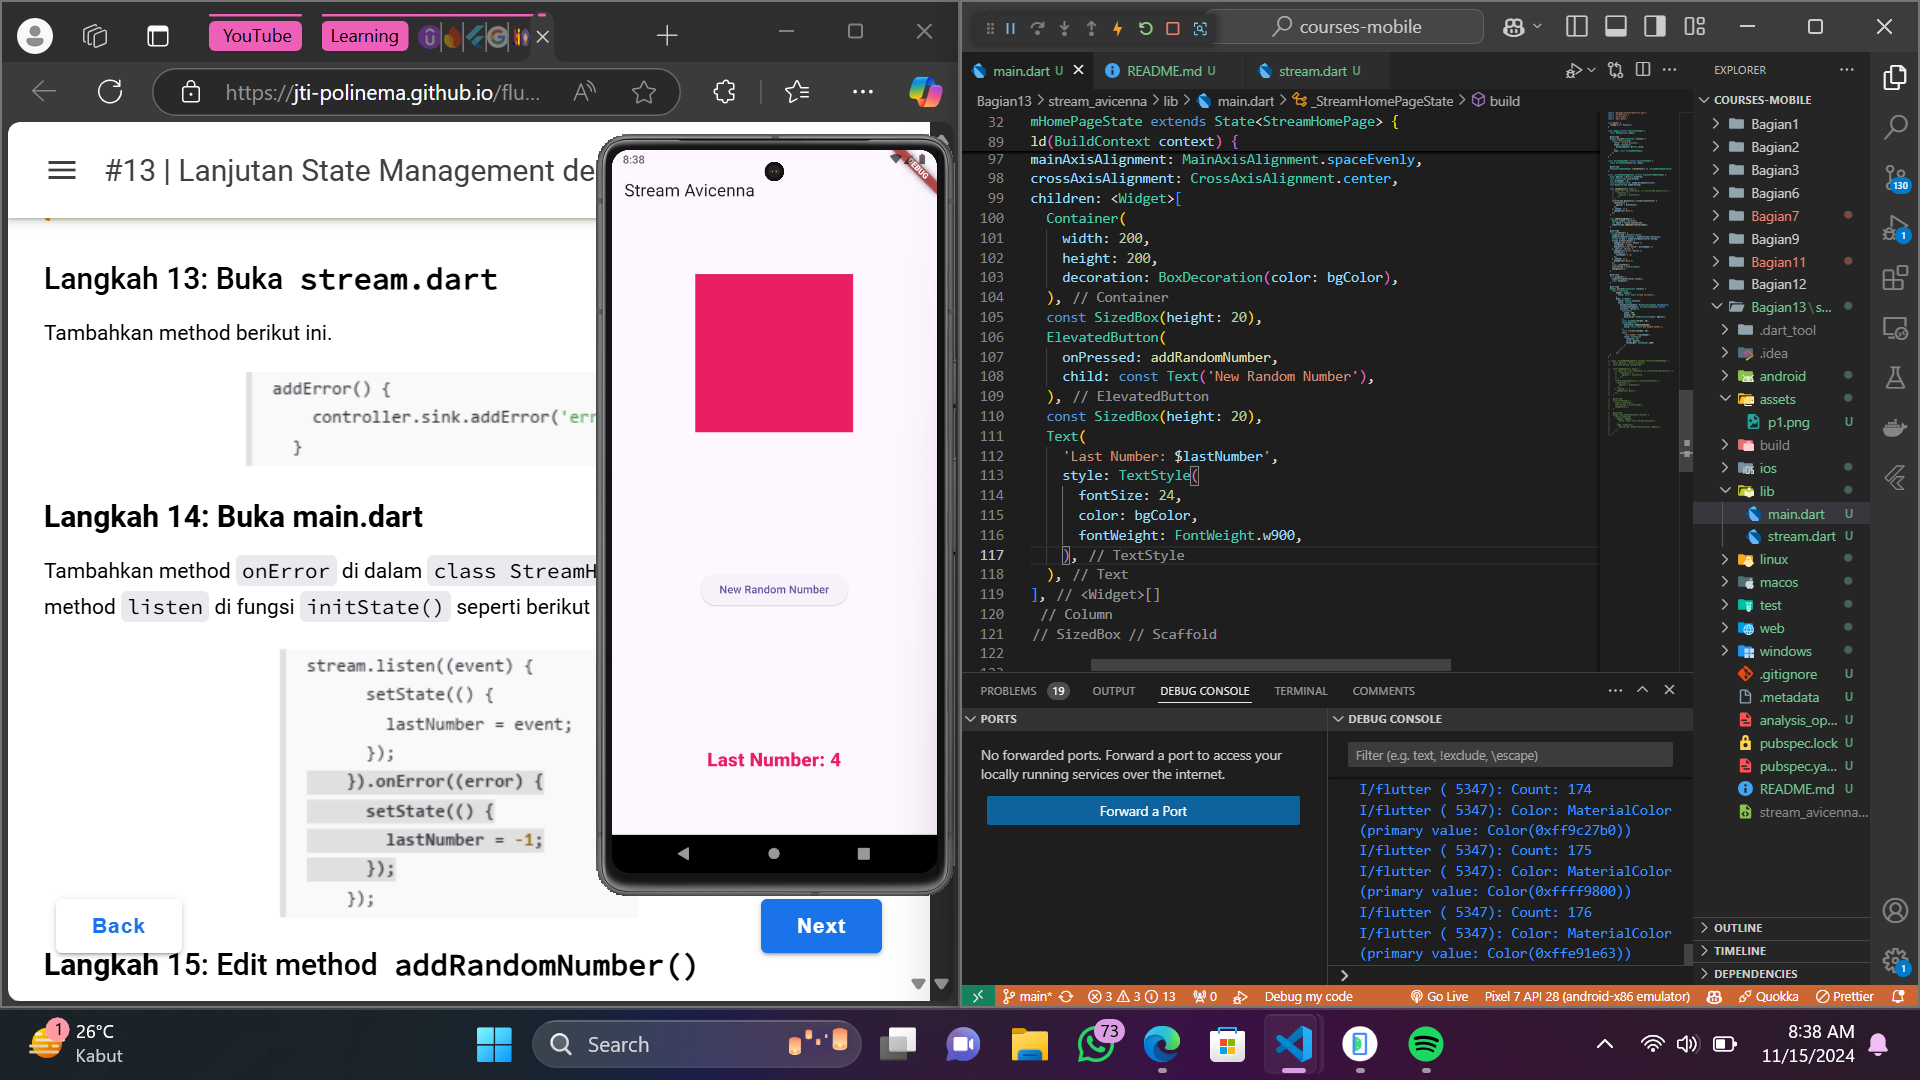 YouTube
Learning
https://jti-polinema.github.io/flu...
#13 | Lanjutan State Management de
Langkah 13: Buka stream.dart
Tambahkan method berikut ini.
addError() {
controller.sink.addError('err
}
Langkah 14: Buka main.dart
Tambahkan method onError di dalam class StreamH
method listen di fungsi initState() seperti berikut
stream.listen((event) {
setState(() {
lastNumber = event;
});
}).onError((error) {
setState(() {
lastNumber = -1;
});
});
Back
Next
Langkah 15: Edit method addRandomNumber()
8:38
DEBUG
Stream Avicenna
New Random Number
Last Number: 4
courses-mobile
main.dart U
README.md U
stream.dart U
Bagian13 > stream_avicenna > lib > main.dart > _StreamHomePageState > build
32 mHomePageState extends State<StreamHomePage> {
89 ld(BuildContext context) {
97 mainAxisAlignment: MainAxisAlignment.spaceEvenly,
98 crossAxisAlignment: CrossAxisAlignment.center,
99 children: <Widget>[
100 Container(
101 width: 200,
102 height: 200,
103 decoration: BoxDecoration(color: bgColor),
104 ), // Container
105 const SizedBox(height: 20),
106 ElevatedButton(
107 onPressed: addRandomNumber,
108 child: const Text('New Random Number'),
109 ), // ElevatedButton
110 const SizedBox(height: 20),
111 Text(
112 'Last Number: $lastNumber',
113 style: TextStyle(
114 fontSize: 24,
115 color: bgColor,
116 fontWeight: FontWeight.w900,
117 ), // TextStyle
118 ), // Text
119 ], // <Widget>[]
120 // Column
121 // SizedBox // Scaffold
122
PROBLEMS 19 OUTPUT DEBUG CONSOLE TERMINAL COMMENTS
PORTS
No forwarded ports. Forward a port to access your
locally running services over the internet.
Forward a Port
DEBUG CONSOLE
Filter (e.g. text, !exclude, \escape)
I/flutter ( 5347): Count: 174
I/flutter ( 5347): Color: MaterialColor
(primary value: Color(0xff9c27b0))
I/flutter ( 5347): Count: 175
I/flutter ( 5347): Color: MaterialColor
(primary value: Color(0xffff9800))
I/flutter ( 5347): Count: 176
I/flutter ( 5347): Color: MaterialColor
(primary value: Color(0xffe91e63))
EXPLORER
COURSES-MOBILE
Bagian1
Bagian2
Bagian3
Bagian6
Bagian7
Bagian9
Bagian11
Bagian12
Bagian13\s...
.dart_tool
.idea
android
assets
p1.png U
build
ios
lib
main.dart U
stream.dart U
linux
macos
test
web
windows
.gitignore U
.metadata U
analysis_op... U
pubspec.lock U
pubspec.ya... U
README.md U
stream_avicenna...
OUTLINE
TIMELINE
DEPENDENCIES
130
1
1
main* 3 3 13 0 Debug my code Go Live Pixel 7 API 28 (android-x86 emulator) Quokka Prettier
1
26°C
Kabut
Search
73
8:38 AM
11/15/2024